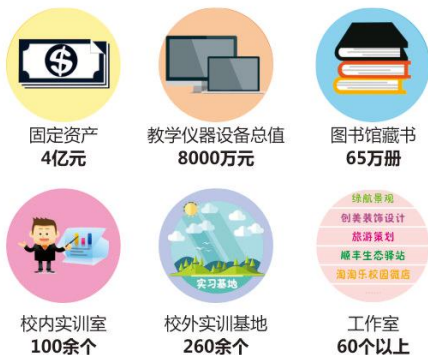 固定资产
4亿元
教学仪器设备总值
8000万元
图书馆藏书
65万册
校内实训室
100余个
实习基地
校外实训基地
260余个
绿航景观
创美装饰设计
旅游策划
顺丰生态驿站
淘淘乐校园微店
工作室
60个以上